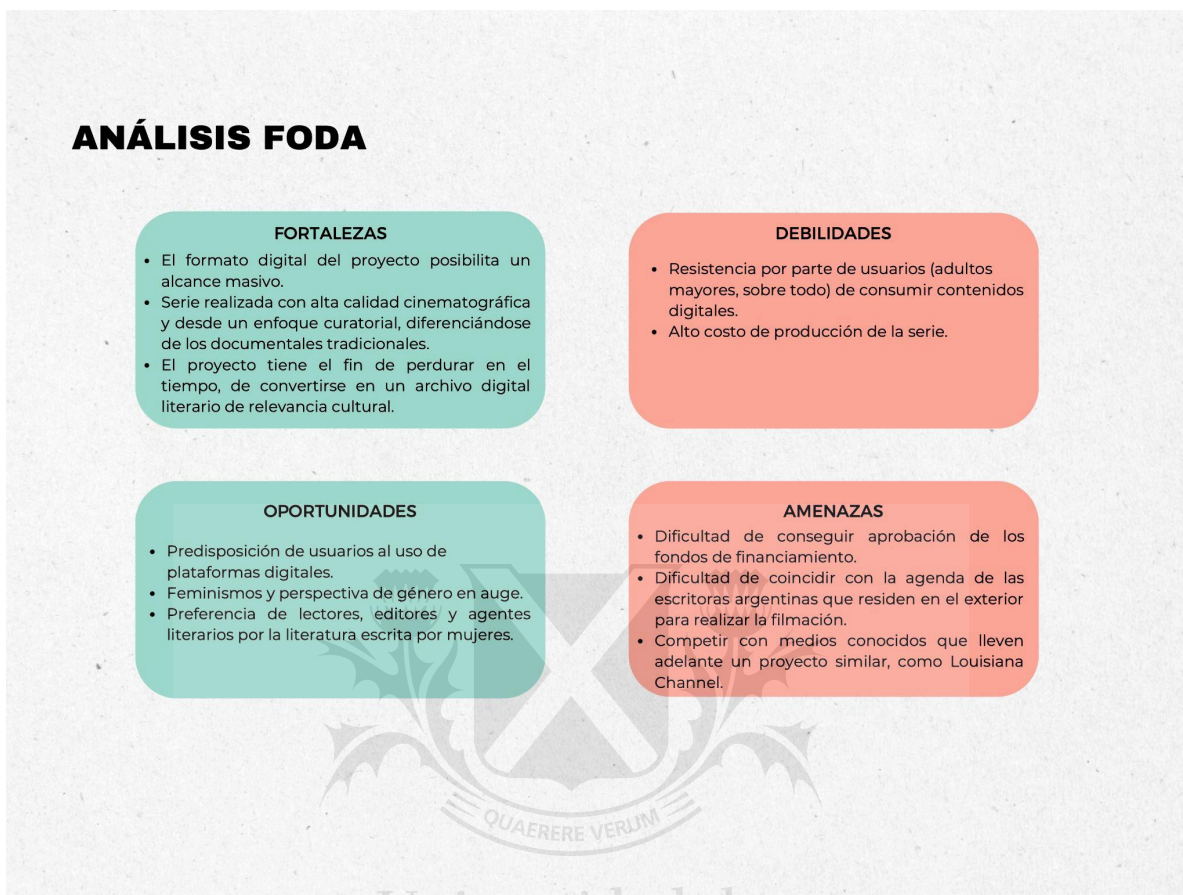 ANÁLISIS FODA
FORTALEZAS
• El formato digital del proyecto posibilita un
alcance masivo.
• Serie realizada con alta calidad cinematográfica
y desde un enfoque curatorial, diferenciándose
de los documentales tradicionales.
• El proyecto tiene el fin de perdurar en el
tiempo, de convertirse en un archivo digital
literario de relevancia cultural.
DEBILIDADES
• Resistencia por parte de usuarios (adultos
mayores, sobre todo) de consumir contenidos
digitales.
• Alto costo de producción de la serie.
OPORTUNIDADES
• Predisposición de usuarios al uso de
plataformas digitales.
• Feminismos y perspectiva de género en auge.
• Preferencia de lectores, editores y agentes
literarios por la literatura escrita por mujeres.
AMENAZAS
• Dificultad de conseguir aprobación de los
fondos de financiamiento.
• Dificultad de coincidir con la agenda de las
escritoras argentinas que residen en el exterior
para realizar la filmación.
• Competir con medios conocidos que lleven
adelante un proyecto similar, como Louisiana
Channel.
QUAERERE VERUM